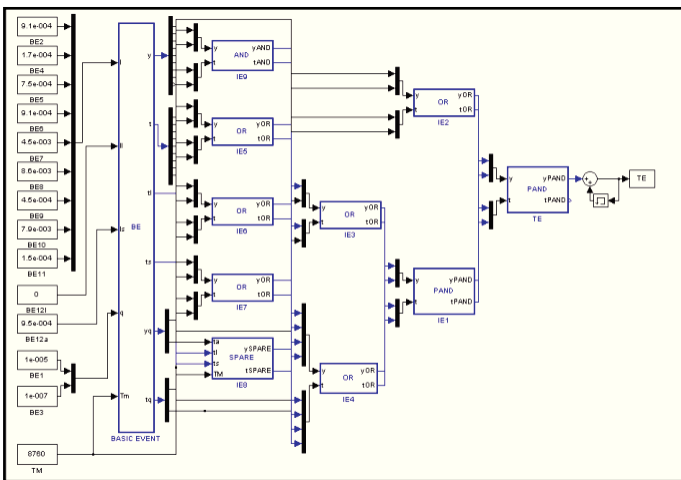 9.1e-004
BE2
1.7e-004
BE4
7.5e-004
BE5
9.1e-004
BE6
4.5e-003
BE7
8.6e-003
BE8
4.5e-004
BE9
7.9e-003
BE10
1.5e-004
BE11
0
BE12l
9.5e-004
BE12a
1e-005
BE1
1e-007
BE3
8760
TM
l
ll
ls
q
Tm
BE
y
t
tl
ts
yq
tq
BASIC EVENT
y AND yAND
t tAND
IE9
y OR yOR
t tOR
IE5
y OR yOR
t tOR
IE6
y OR yOR
t tOR
IE7
ta
tl ySPARE
SPARE
ts tSPARE
TM
IE8
y OR yOR
t tOR
IE3
y OR yOR
t tOR
IE4
y OR yOR
t tOR
IE2
y yPAND
PAND
t tPAND
IE1
y yPAND
PAND
t tPAND
TE
TE